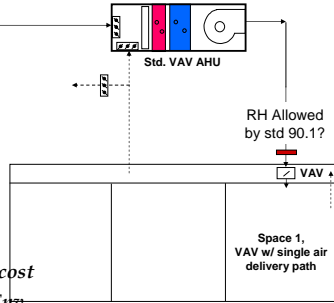 Std. VAV AHU
RH Allowed
by std 90.1?
VAV
Space 1,
VAV w/ single air
delivery path
cost